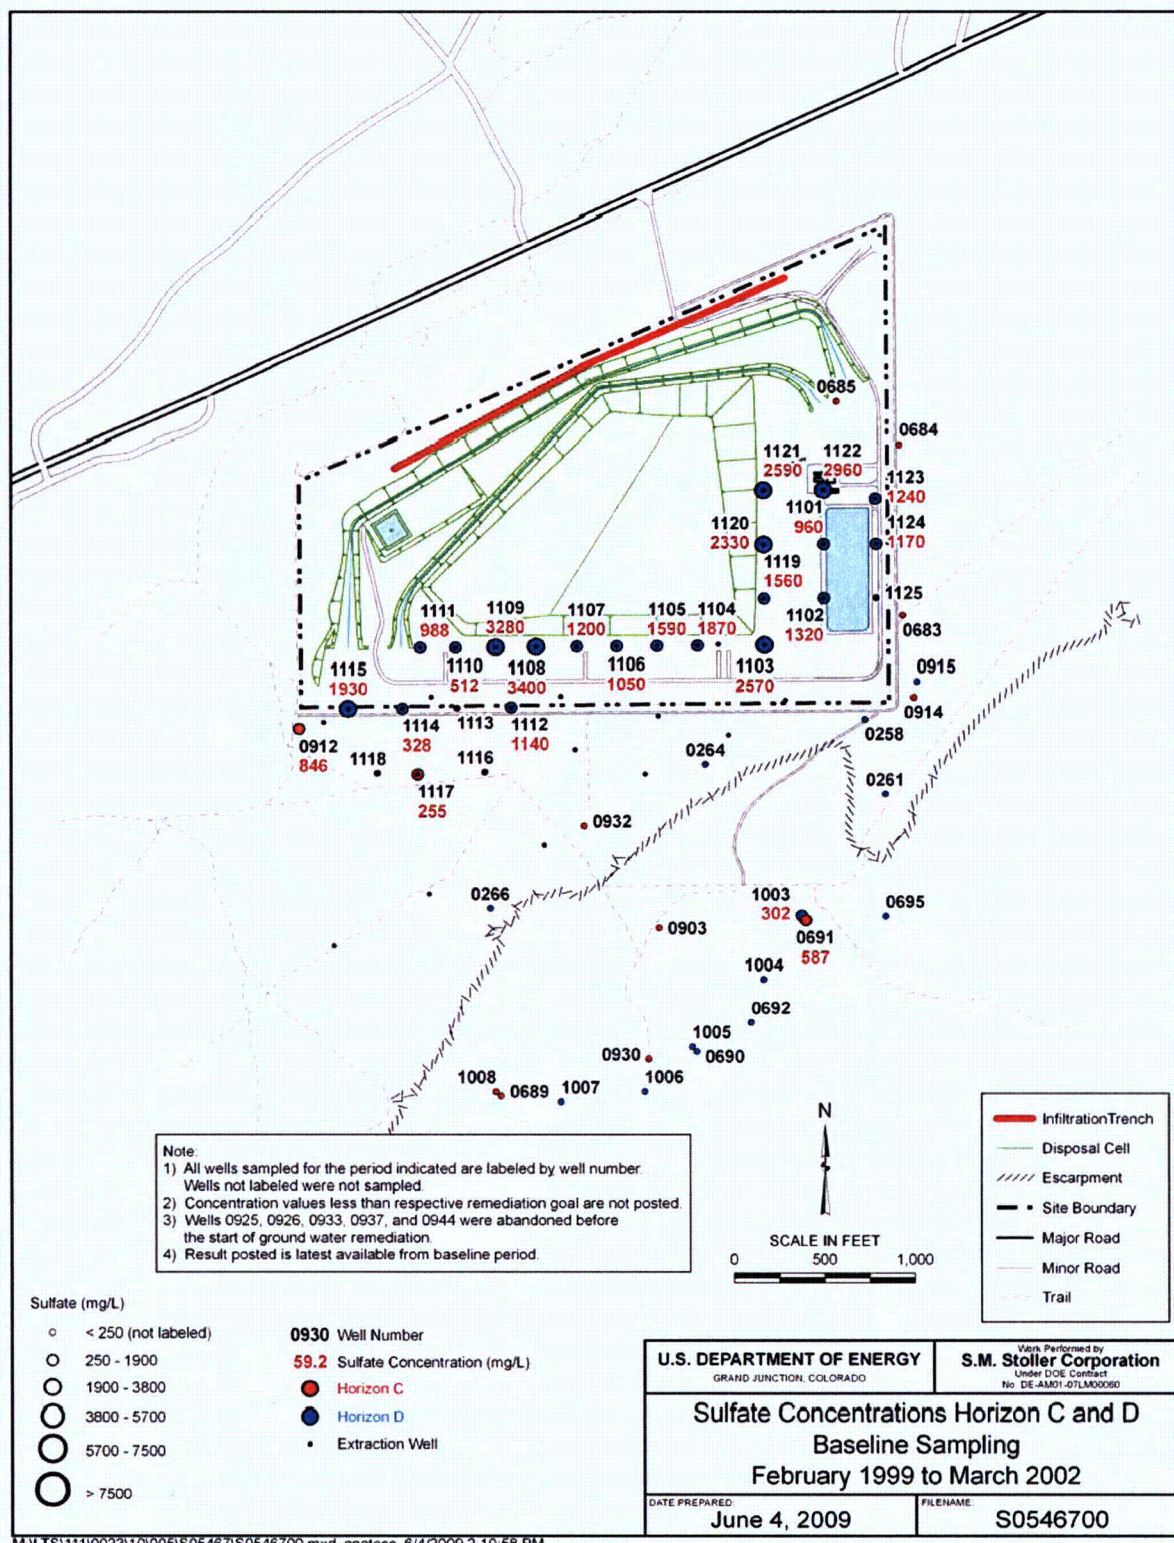 0685
0684
1121
2590
1122
2960
1123
1240
1101
960
1120
2330
1124
1170
1119
1560
1125
1102
1320
0683
1111
988
1109
3280
1107
1200
1105
1590
1104
1870
1115
1930
1110
512
1108
3400
1106
1050
1103
2570
0915
0914
0912
846
1114
328
1113
1112
1140
0258
0264
1118
1116
1117
255
0261
0932
0266
0903
1003
302
0691
587
0695
1004
0692
1005
0690
0930
1008
0689
1007
1006
N
SCALE IN FEET
0 500 1,000
Note:
1) All wells sampled for the period indicated are labeled by well number.
Wells not labeled were not sampled.
2) Concentration values less than respective remediation goal are not posted.
3) Wells 0925, 0926, 0933, 0937, and 0944 were abandoned before
the start of ground water remediation.
4) Result posted is latest available from baseline period.
InfiltrationTrench
Disposal Cell
Escarpment
Site Boundary
Major Road
Minor Road
Trail
Sulfate (mg/L)
< 250 (not labeled)
250 - 1900
1900 - 3800
3800 - 5700
5700 - 7500
> 7500
0930 Well Number
59.2 Sulfate Concentration (mg/L)
Horizon C
Horizon D
Extraction Well
U.S. DEPARTMENT OF ENERGY
GRAND JUNCTION, COLORADO
Work Performed by
S.M. Stoller Corporation
Under DOE Contract
No. DE-AM01-07LM00060
Sulfate Concentrations Horizon C and D
Baseline Sampling
February 1999 to March 2002
DATE PREPARED:
June 4, 2009
FILENAME:
S0546700